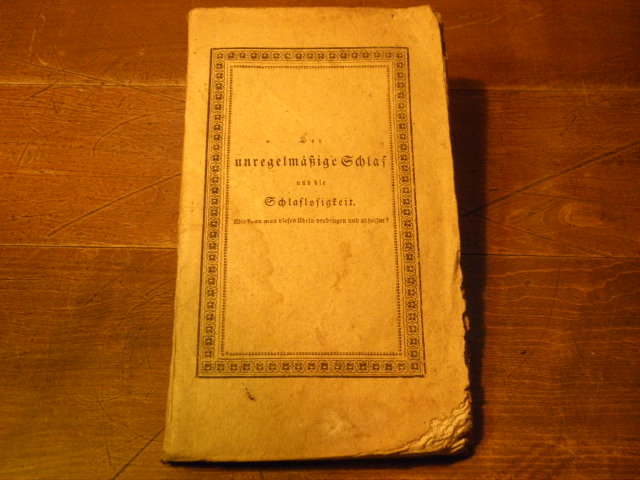 Der
unregelmäßige Schlaf
und die
Schlaflosigkeit.
Wie kann man diesen Übeln vorbeugen und abhelfen?